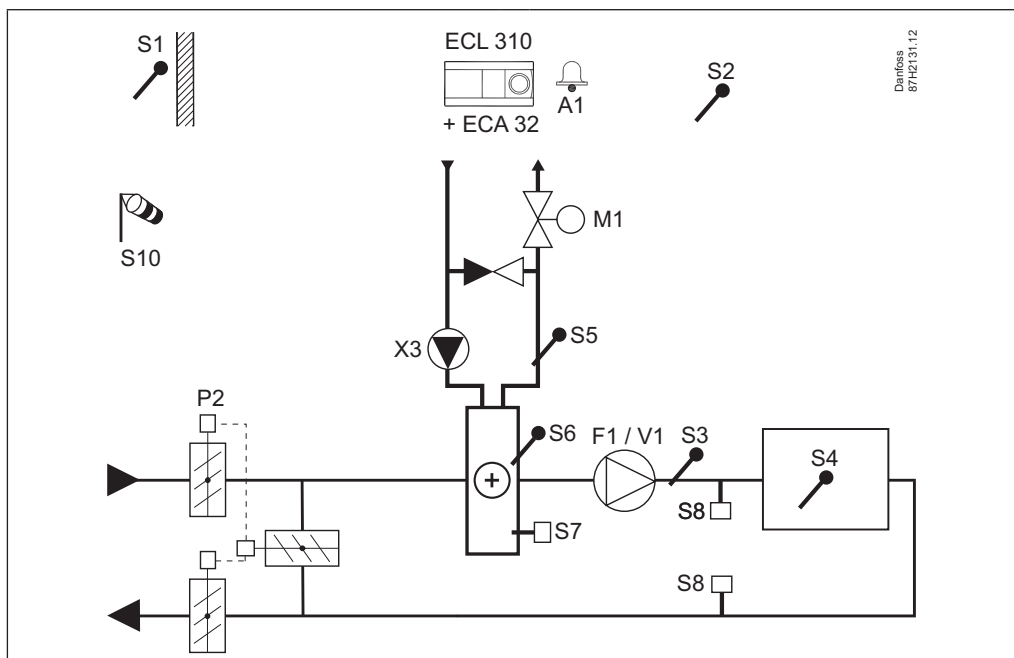 S1
ECL 310
A1
+ ECA 32
S2
Danfoss
87H2131.12
S10
M1
X3
S5
P2
S6
F1 / V1
S3
S4
+
S8
S7
S8